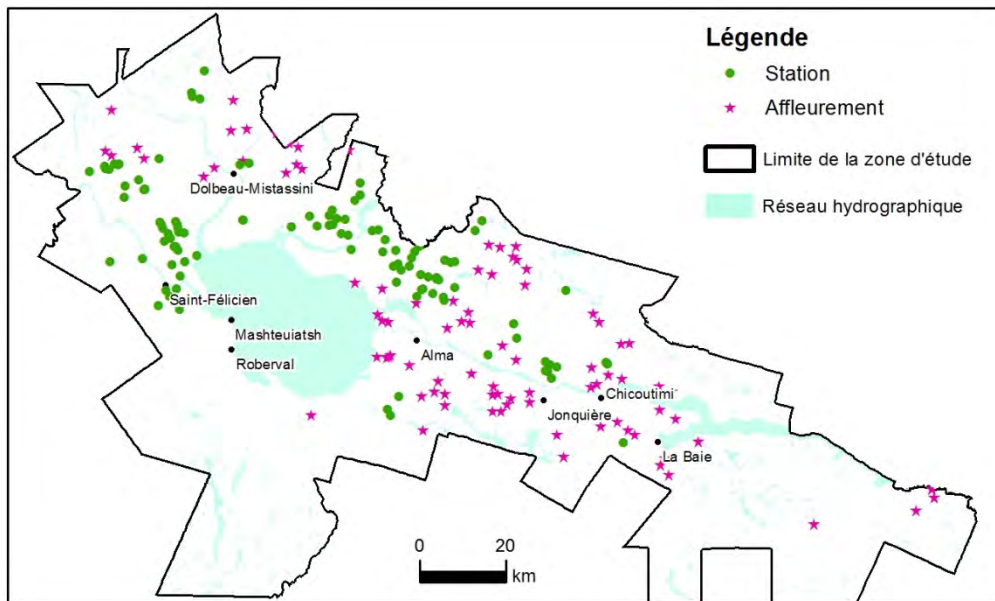 Légende
Station
Affleurement
Limite de la zone d'étude
Réseau hydrographique
Dolbeau-Mistassini
Saint-Félicien
Mashteuiatsh
Roberval
Alma
Chicoutimi
Jonquière
La Baie
0 20
km